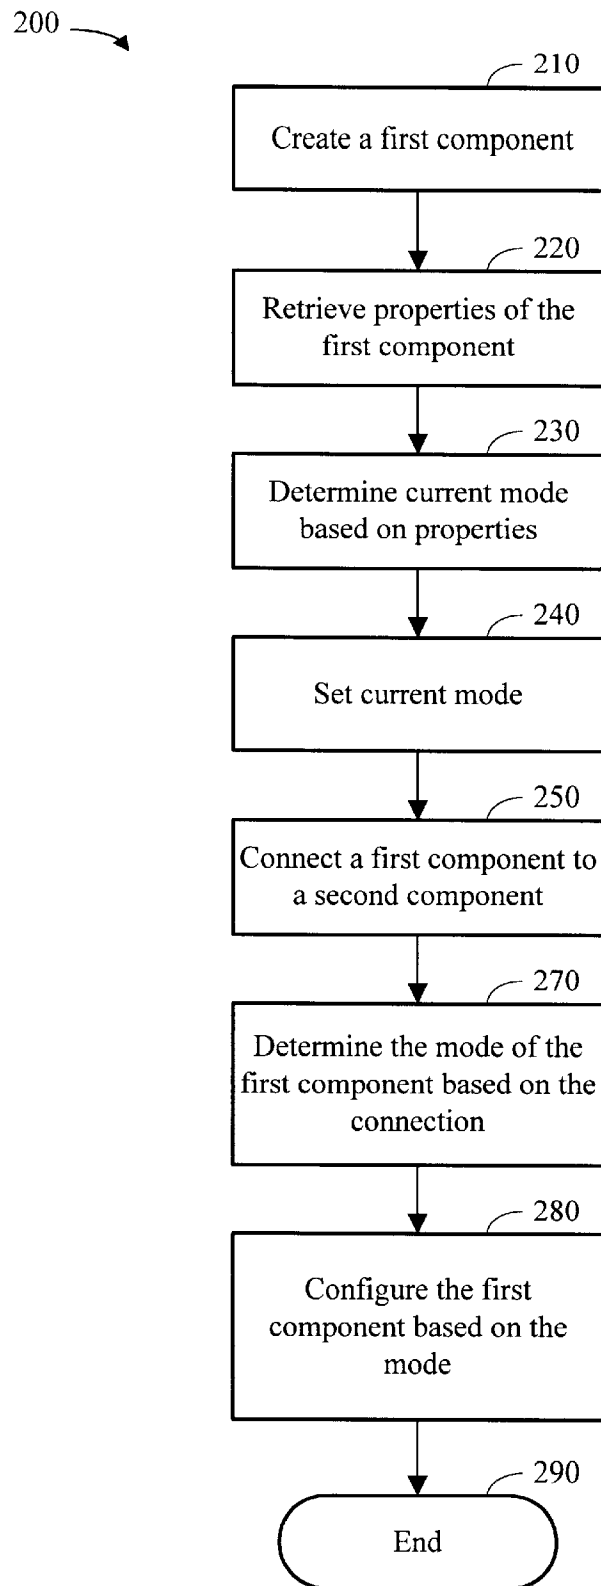 200
210
Create a first component
220
Retrieve properties of the
first component
230
Determine current mode
based on properties
240
Set current mode
250
Connect a first component to
a second component
270
Determine the mode of the
first component based on the
connection
280
Configure the first
component based on the
mode
290
End